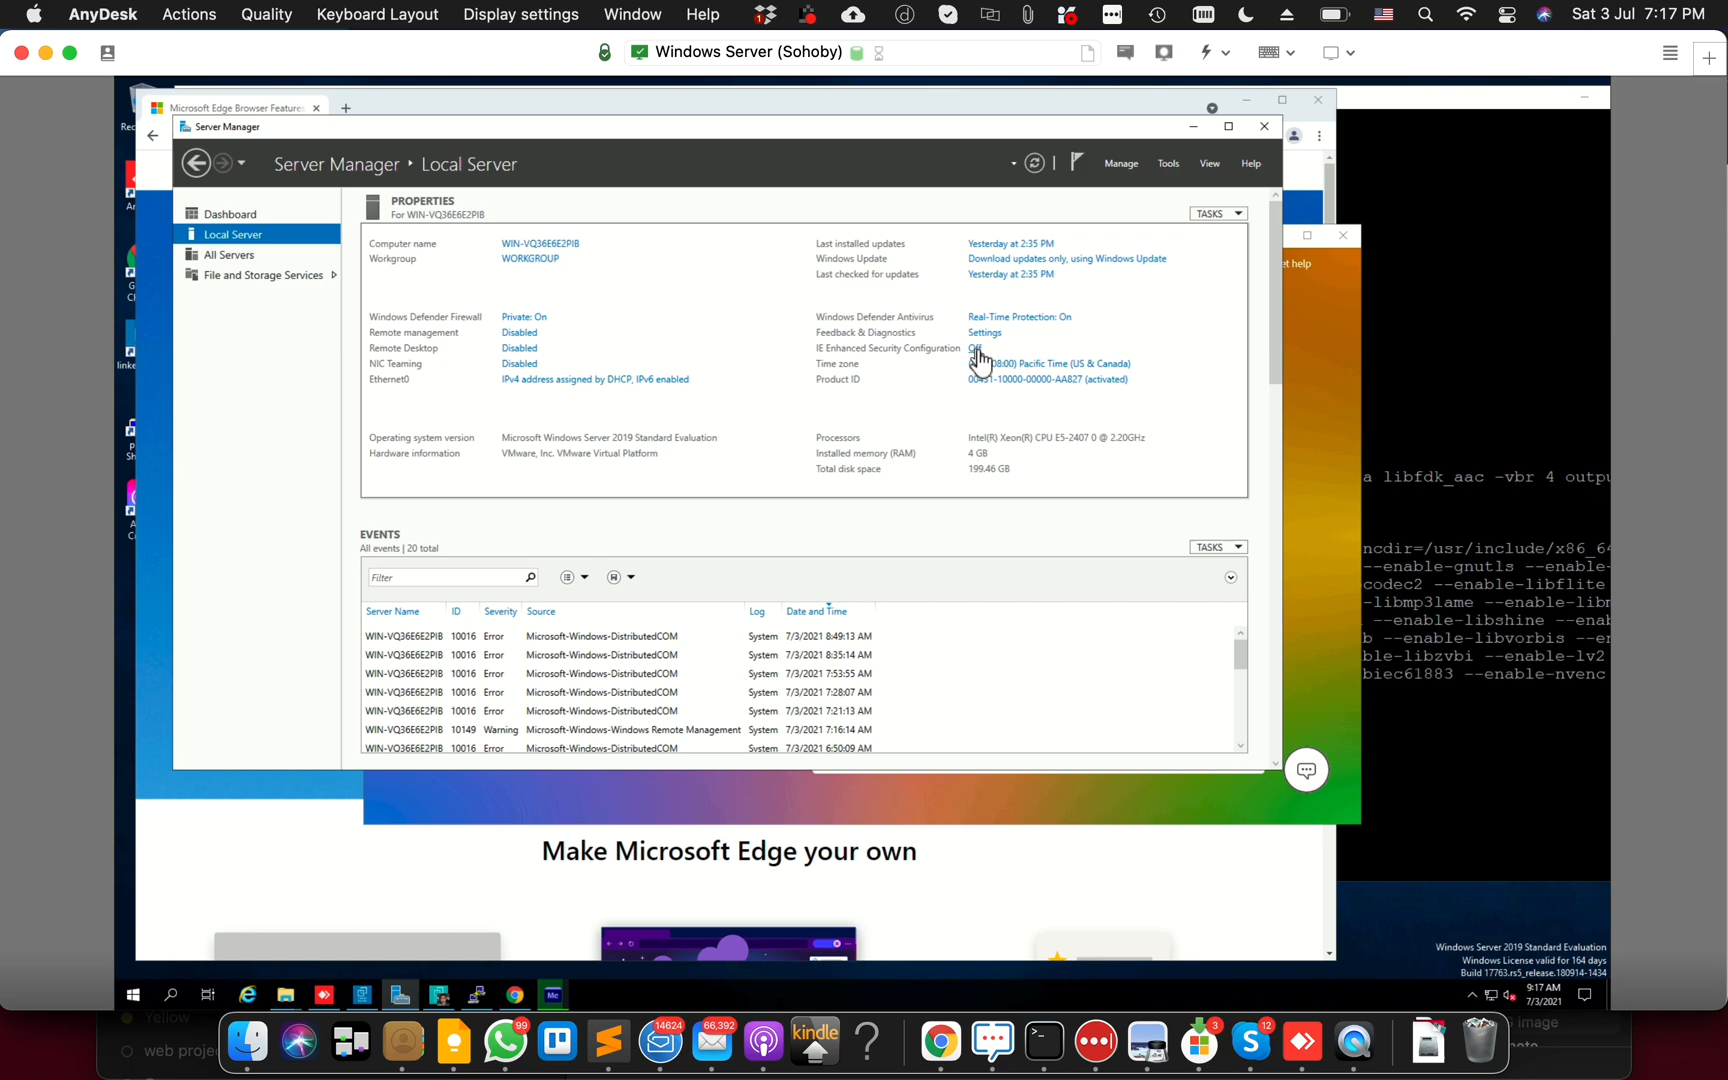 AnyDesk Actions Quality Keyboard Layout Display settings Window Help Sat 3 Jul 7:17 PM
Windows Server (Sohoby)
Microsoft Edge Browser Features
Server Manager
Server Manager • Local Server
Manage Tools View Help
Dashboard
Local Server
All Servers
File and Storage Services
PROPERTIES
For WIN-VQ36E6E2PIB
TASKS
Computer name WIN-VQ36E6E2PIB Last installed updates Yesterday at 2:35 PM
Workgroup WORKGROUP Windows Update Download updates only, using Windows Update
Last checked for updates Yesterday at 2:35 PM
Windows Defender Firewall Private: On Windows Defender Antivirus Real-Time Protection: On
Remote management Disabled Feedback & Diagnostics Settings
Remote Desktop Disabled IE Enhanced Security Configuration Off
NIC Teaming Disabled Time zone 08:00) Pacific Time (US & Canada)
Ethernet0 IPv4 address assigned by DHCP, IPv6 enabled Product ID 00431-10000-00000-AA827 (activated)
Operating system version Microsoft Windows Server 2019 Standard Evaluation Processors Intel(R) Xeon(R) CPU E5-2407 0 @ 2.20GHz
Hardware information VMware, Inc. VMware Virtual Platform Installed memory (RAM) 4 GB
Total disk space 199.46 GB
EVENTS
All events | 20 total
TASKS
Filter
Server Name ID Severity Source Log Date and Time
WIN-VQ36E6E2PIB 10016 Error Microsoft-Windows-DistributedCOM System 7/3/2021 8:49:13 AM
WIN-VQ36E6E2PIB 10016 Error Microsoft-Windows-DistributedCOM System 7/3/2021 8:35:14 AM
WIN-VQ36E6E2PIB 10016 Error Microsoft-Windows-DistributedCOM System 7/3/2021 7:53:55 AM
WIN-VQ36E6E2PIB 10016 Error Microsoft-Windows-DistributedCOM System 7/3/2021 7:28:07 AM
WIN-VQ36E6E2PIB 10016 Error Microsoft-Windows-DistributedCOM System 7/3/2021 7:21:13 AM
WIN-VQ36E6E2PIB 10149 Warning Microsoft-Windows-Windows Remote Management System 7/3/2021 7:16:14 AM
WIN-VQ36E6E2PIB 10016 Error Microsoft-Windows-DistributedCOM System 7/3/2021 6:50:09 AM
et help
a libfdk_aac -vbr 4 outpu
ncdir=/usr/include/x86_64
--enable-gnutls --enable-
codec2 --enable-libflite
-libmp3lame --enable-lib
--enable-libshine --enab
b --enable-libvorbis --en
ble-libzvbi --enable-lv2
biec61883 --enable-nvenc
Make Microsoft Edge your own
Windows Server 2019 Standard Evaluation
Windows License valid for 164 days
Build 17763.rs5_release.180914-1434
9:17 AM
7/3/2021
Me
Yellow
web proje
image
99
14624
66,392
kindle
3
12